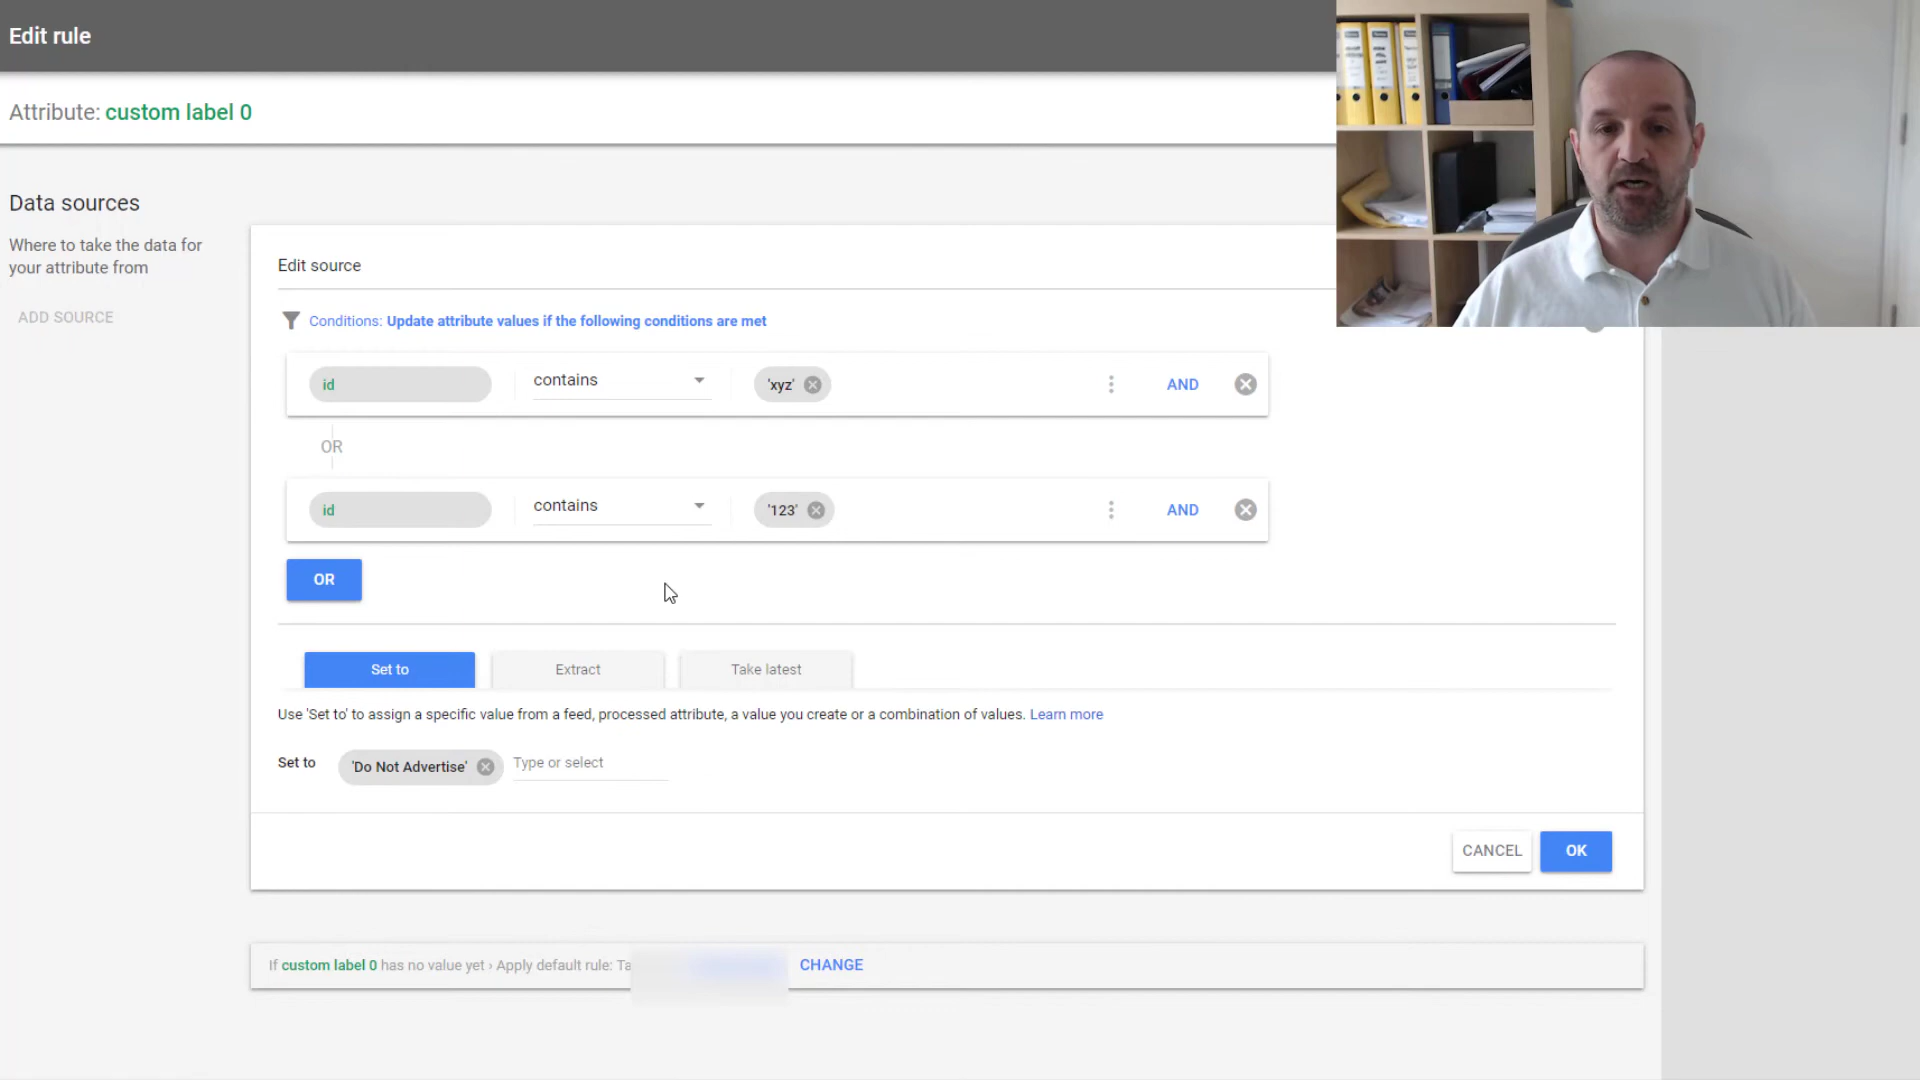 Edit rule
Attribute: custom label 0
Data sources
Where to take the data for
your attribute from
ADD SOURCE
Edit source
Conditions: Update attribute values if the following conditions are met
id contains 'xyz' AND
OR
id contains '123' AND
OR
Set to Extract Take latest
Use 'Set to' to assign a specific value from a feed, processed attribute, a value you create or a combination of values. Learn more
Set to 'Do Not Advertise' Type or select
CANCEL OK
If custom label 0 has no value yet › Apply default rule: Ta
CHANGE